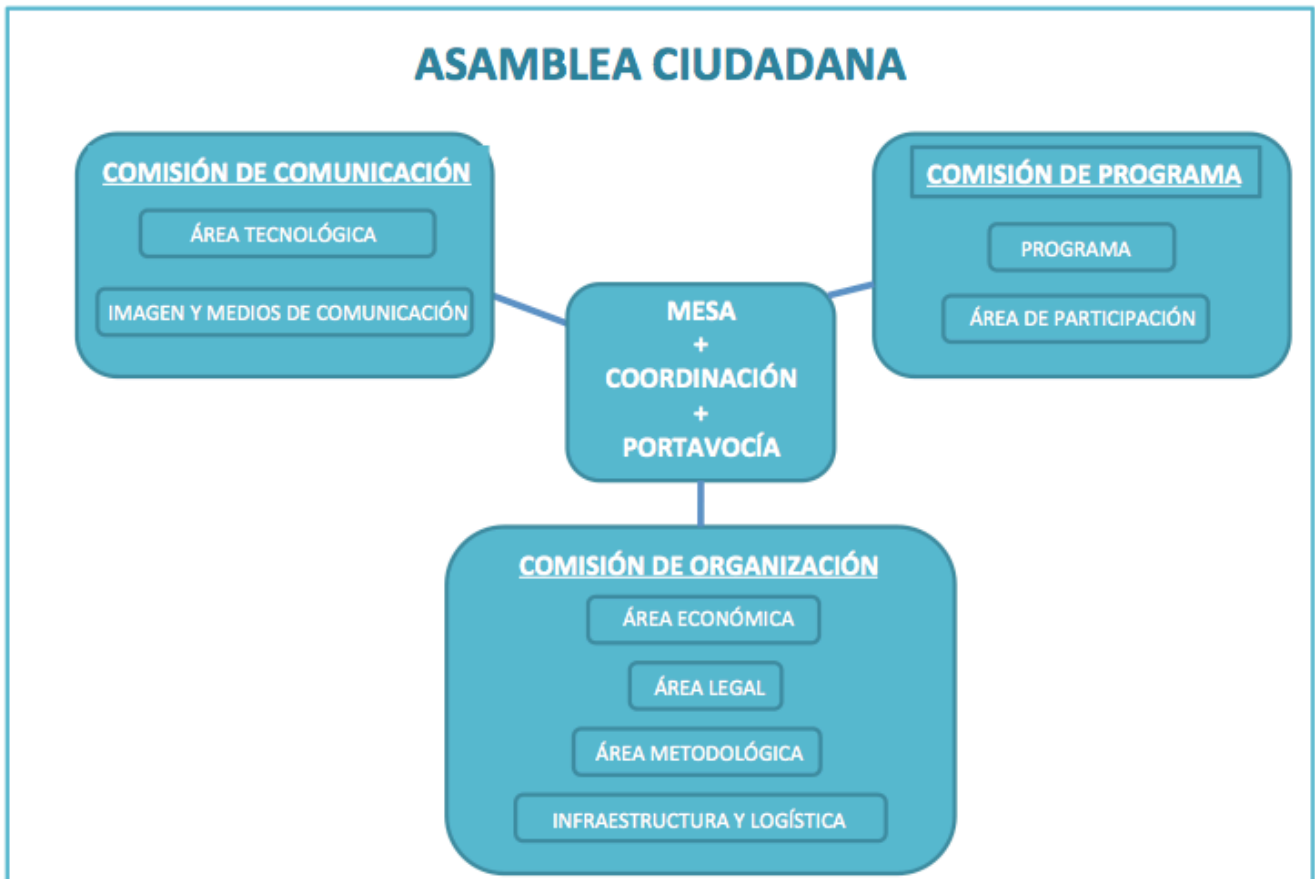 ASAMBLEA CIUDADANA
COMISIÓN DE COMUNICACIÓN
ÁREA TECNOLÓGICA
IMAGEN Y MEDIOS DE COMUNICACIÓN
COMISIÓN DE PROGRAMA
PROGRAMA
ÁREA DE PARTICIPACIÓN
MESA
+
COORDINACIÓN
+
PORTAVOCÍA
COMISIÓN DE ORGANIZACIÓN
ÁREA ECONÓMICA
ÁREA LEGAL
ÁREA METODOLÓGICA
INFRAESTRUCTURA Y LOGÍSTICA